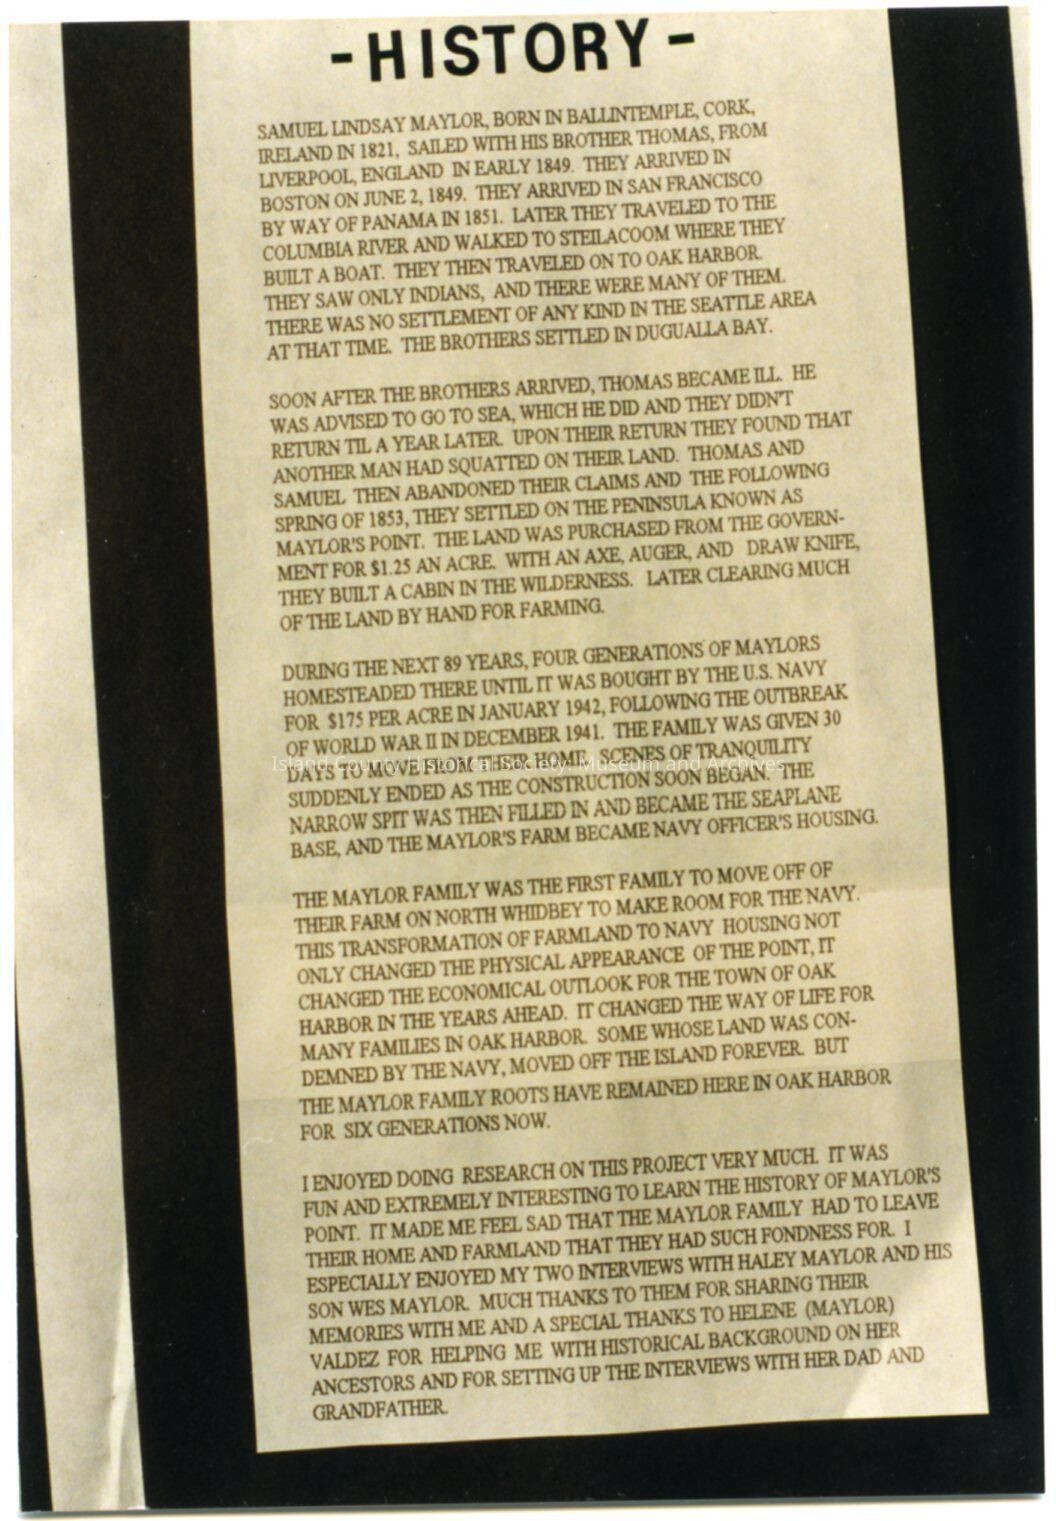 -HISTORY-
SAMUEL LINDSAY MAYLOR, BORN IN BALLINTEMPLE, CORK,
IRELAND IN 1821, SAILED WITH HIS BROTHER THOMAS, FROM
LIVERPOOL, ENGLAND IN EARLY 1849. THEY ARRIVED IN
BOSTON ON JUNE 2, 1849. THEY ARRIVED IN SAN FRANCISCO
BY WAY OF PANAMA IN 1851. LATER THEY TRAVELED TO THE
COLUMBIA RIVER AND WALKED TO STEILACOOM WHERE THEY
BUILT A BOAT. THEY THEN TRAVELED ON TO OAK HARBOR.
THEY SAW ONLY INDIANS, AND THERE WERE MANY OF THEM.
THERE WAS NO SETTLEMENT OF ANY KIND IN THE SEATTLE AREA
AT THAT TIME. THE BROTHERS SETTLED IN DUGUALLA BAY.
SOON AFTER THE BROTHERS ARRIVED, THOMAS BECAME ILL. HE
WAS ADVISED TO GO TO SEA, WHICH HE DID AND THEY DIDN'T
RETURN TIL A YEAR LATER. UPON THEIR RETURN THEY FOUND THAT
ANOTHER MAN HAD SQUATTED ON THEIR LAND. THOMAS AND
SAMUEL THEN ABANDONED THEIR CLAIMS AND THE FOLLOWING
SPRING OF 1853, THEY SETTLED ON THE PENINSULA KNOWN AS
MAYLOR'S POINT. THE LAND WAS PURCHASED FROM THE GOVERN-
MENT FOR $1.25 AN ACRE. WITH AN AXE, AUGER, AND DRAW KNIFE,
THEY BUILT A CABIN IN THE WILDERNESS. LATER CLEARING MUCH
OF THE LAND BY HAND FOR FARMING.
DURING THE NEXT 89 YEARS, FOUR GENERATIONS OF MAYLORS
HOMESTEADED THERE UNTIL IT WAS BOUGHT BY THE U.S. NAVY
FOR $175 PER ACRE IN JANUARY 1942, FOLLOWING THE OUTBREAK
OF WORLD WAR II IN DECEMBER 1941. THE FAMILY WAS GIVEN 30
DAYS TO MOVE FROM THEIR HOME. SCENES OF TRANQUILITY
Island County Historical Society, Museum and Archives
SUDDENLY ENDED AS THE CONSTRUCTION SOON BEGAN. THE
NARROW SPIT WAS THEN FILLED IN AND BECAME THE SEAPLANE
BASE, AND THE MAYLOR'S FARM BECAME NAVY OFFICER'S HOUSING.
THE MAYLOR FAMILY WAS THE FIRST FAMILY TO MOVE OFF OF
THEIR FARM ON NORTH WHIDBEY TO MAKE ROOM FOR THE NAVY.
THIS TRANSFORMATION OF FARMLAND TO NAVY HOUSING NOT
ONLY CHANGED THE PHYSICAL APPEARANCE OF THE POINT, IT
CHANGED THE ECONOMICAL OUTLOOK FOR THE TOWN OF OAK
HARBOR IN THE YEARS AHEAD. IT CHANGED THE WAY OF LIFE FOR
MANY FAMILIES IN OAK HARBOR. SOME WHOSE LAND WAS CON-
DEMNED BY THE NAVY, MOVED OFF THE ISLAND FOREVER. BUT
THE MAYLOR FAMILY ROOTS HAVE REMAINED HERE IN OAK HARBOR
FOR SIX GENERATIONS NOW.
I ENJOYED DOING RESEARCH ON THIS PROJECT VERY MUCH. IT WAS
FUN AND EXTREMELY INTERESTING TO LEARN THE HISTORY OF MAYLOR'S
POINT. IT MADE ME FEEL SAD THAT THE MAYLOR FAMILY HAD TO LEAVE
THEIR HOME AND FARMLAND THAT THEY HAD SUCH FONDNESS FOR. I
ESPECIALLY ENJOYED MY TWO INTERVIEWS WITH HALEY MAYLOR AND HIS
SON WES MAYLOR. MUCH THANKS TO THEM FOR SHARING THEIR
MEMORIES WITH ME AND A SPECIAL THANKS TO HELENE (MAYLOR)
VALDEZ FOR HELPING ME WITH HISTORICAL BACKGROUND ON HER
ANCESTORS AND FOR SETTING UP THE INTERVIEWS WITH HER DAD AND
GRANDFATHER.